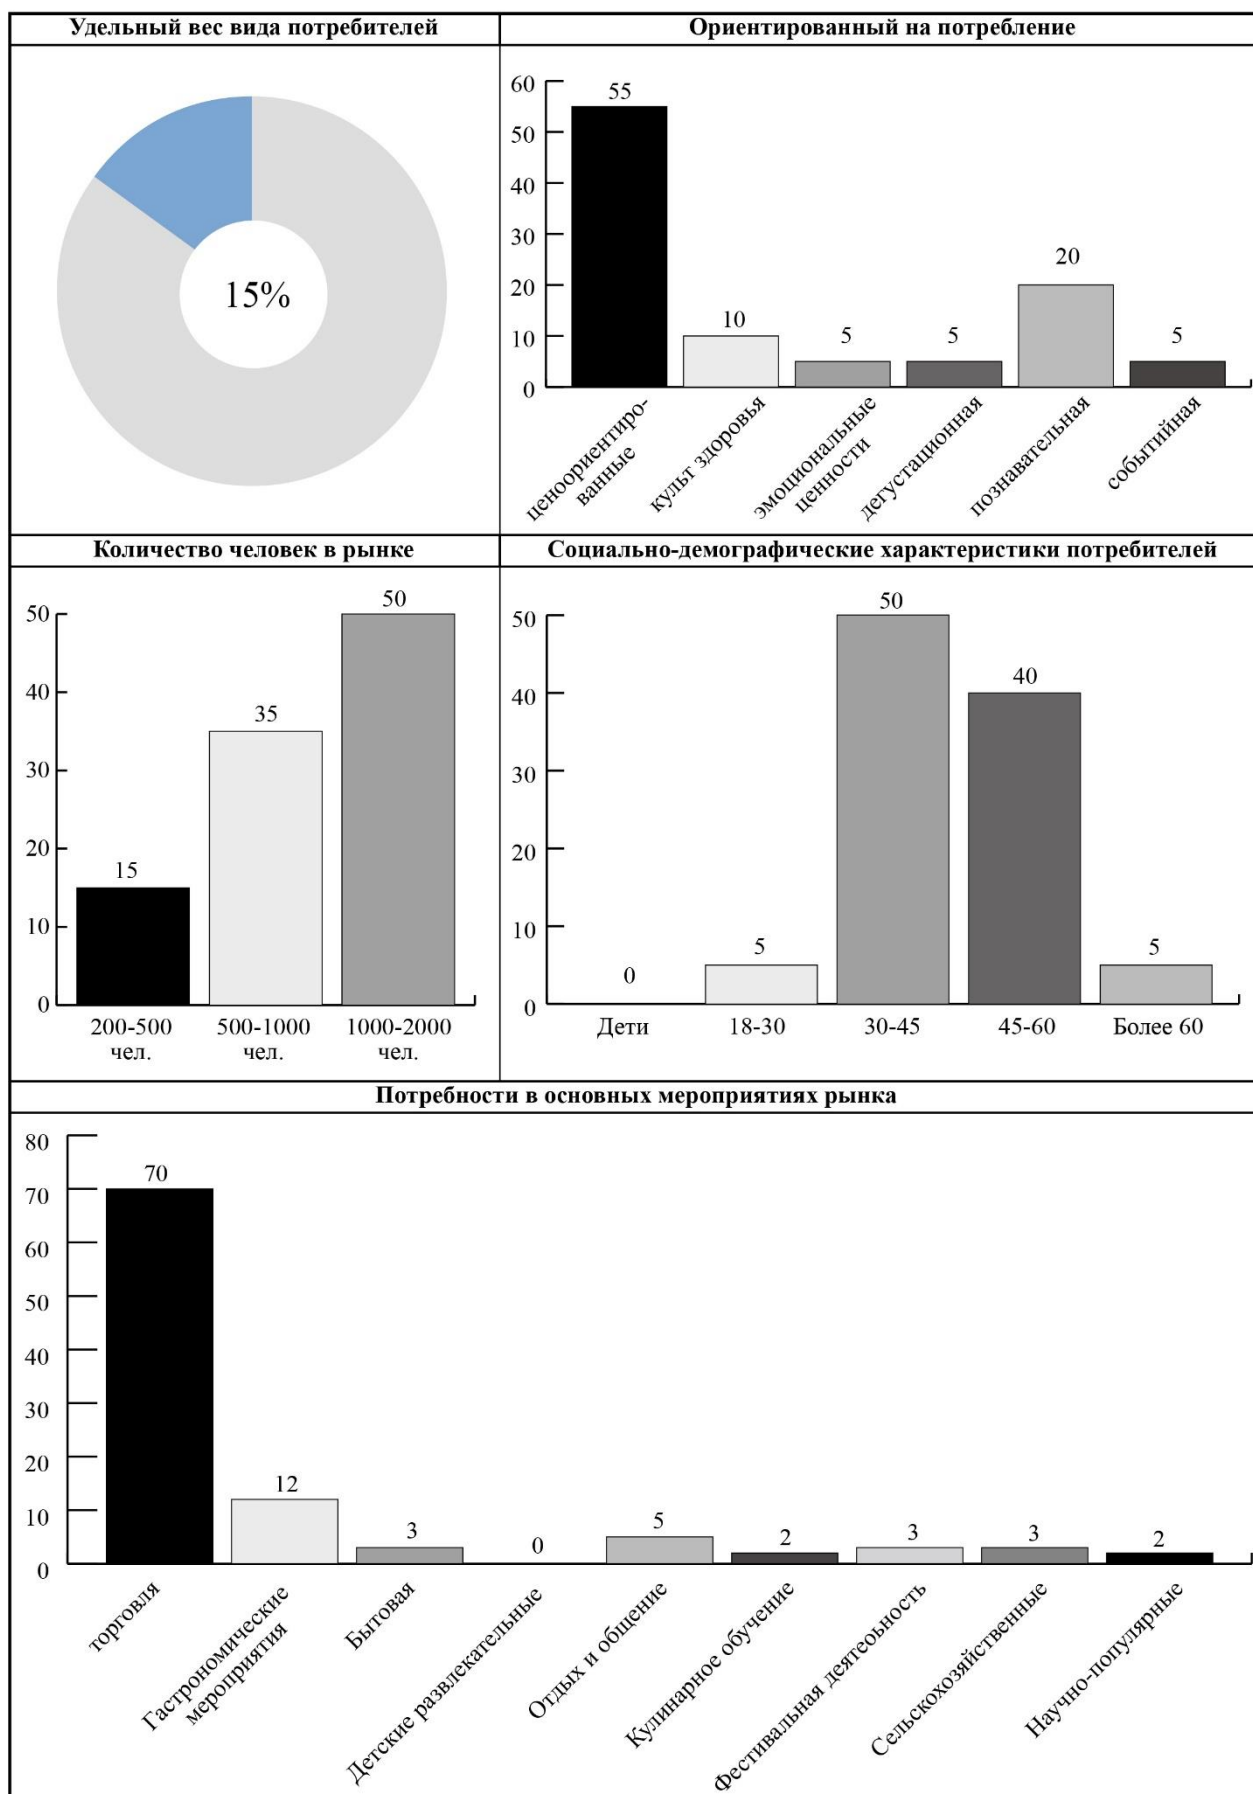 Удельный вес вида потребителей
15%
Ориентированный на потребление
60
50
40
30
20
10
0
55
10
5
5
20
5
ценоориентиро-
ванные
культ здоровья
эмоциональные
ценности
дегустационная
познавательная
событийная
Количество человек в рынке
50
40
30
20
10
0
15
35
50
200-500
чел.
500-1000
чел.
1000-2000
чел.
Социально-демографические характеристики потребителей
50
40
30
20
10
0
0
5
50
40
5
Дети
18-30
30-45
45-60
Более 60
Потребности в основных мероприятиях рынка
80
70
60
50
40
30
20
10
0
70
12
3
0
5
2
3
3
2
торговля
Гастрономические
мероприятия
Бытовая
Детские развлекательные
Отдых и общение
Кулинарное обучение
Фестивальная деятеоьность
Сельскохозяйственные
Научно-популярные